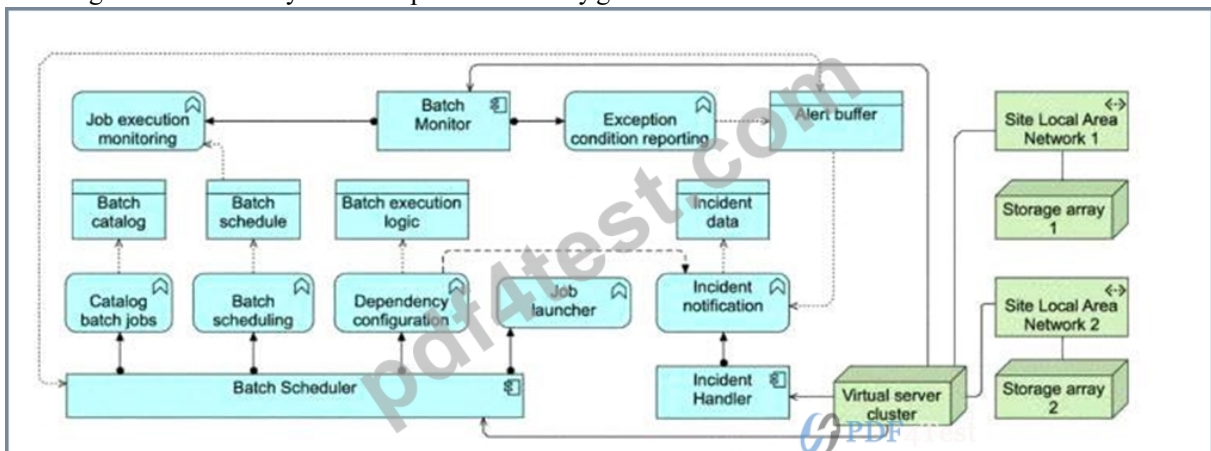 Job execution
monitoring
Batch
Monitor
Exception
condition reporting
Alert buffer
Site Local Area
Network 1
Batch
catalog
Batch
schedule
Batch execution
logic
Incident
data
Storage array
1
Catalog
batch jobs
Batch
scheduling
Dependency
configuration
Job
launcher
Incident
notification
Site Local Area
Network 2
Batch Scheduler
Incident
Handler
Virtual server
cluster
Storage array
2
pdf4test.com
PDF4Test